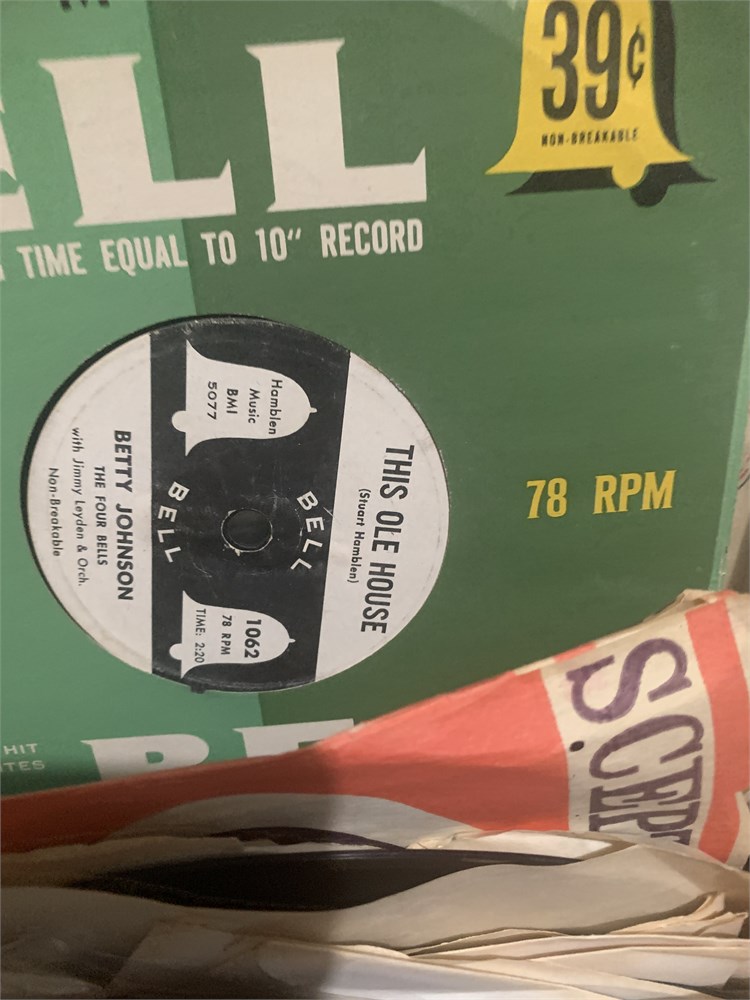 39¢
NON-BREAKABLE
ELL
TIME EQUAL TO 10" RECORD
78 RPM
THIS OLE HOUSE
(Stuart Hamblen)
Hamblen
Music
BMI
5077
BELL
BELL
1062
78 RPM
TIME: 2:20
BETTY JOHNSON
THE FOUR BELLS
with Jimmy Leyden & Orch.
Non-Breakable
HIT
BE
SCEPT